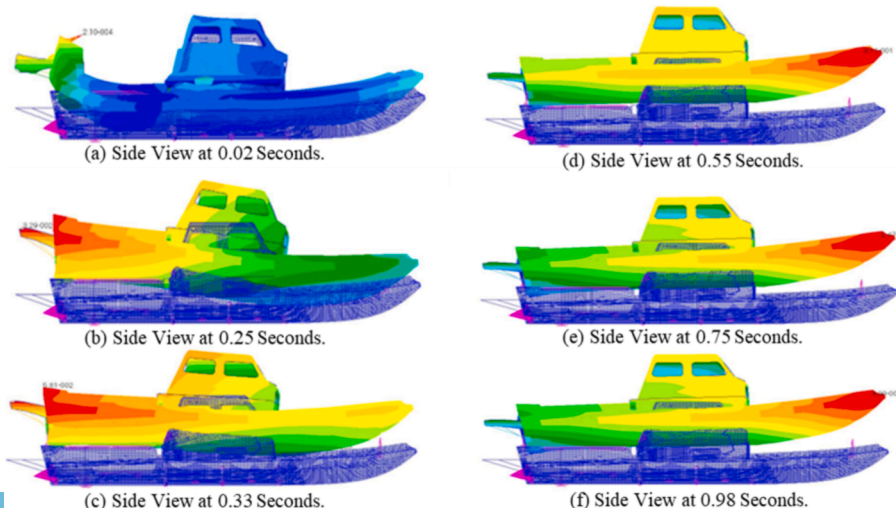 2.10-004
(a) Side View at 0.02 Seconds.
(d) Side View at 0.55 Seconds.
(b) Side View at 0.25 Seconds.
(e) Side View at 0.75 Seconds.
(c) Side View at 0.33 Seconds.
(f) Side View at 0.98 Seconds.